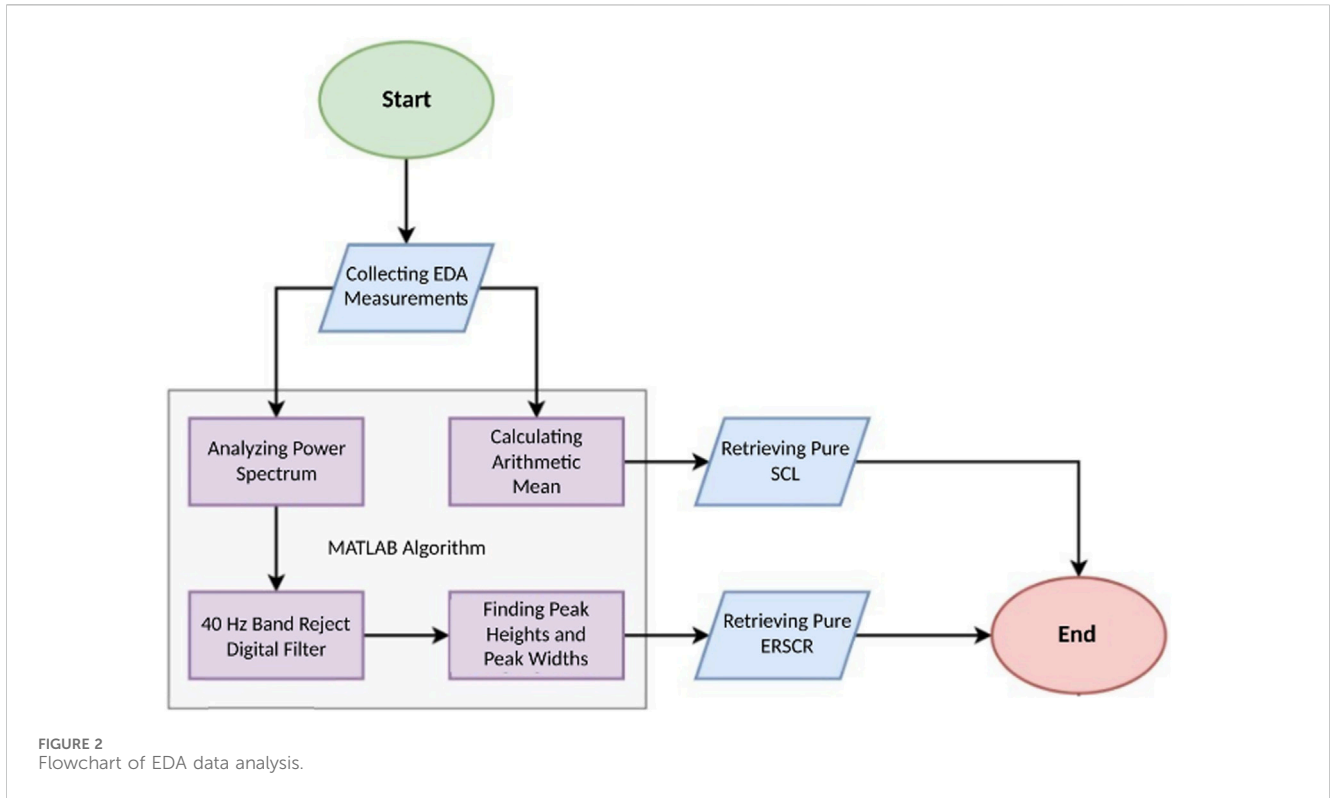 Start
Collecting EDA
Measurements
Analyzing Power
Spectrum
Calculating
Arithmetic
Mean
Retrieving Pure
SCL
MATLAB Algorithm
40 Hz Band Reject
Digital Filter
Finding Peak
Heights and
Peak Widths
Retrieving Pure
ERSCR
End
FIGURE 2
Flowchart of EDA data analysis.